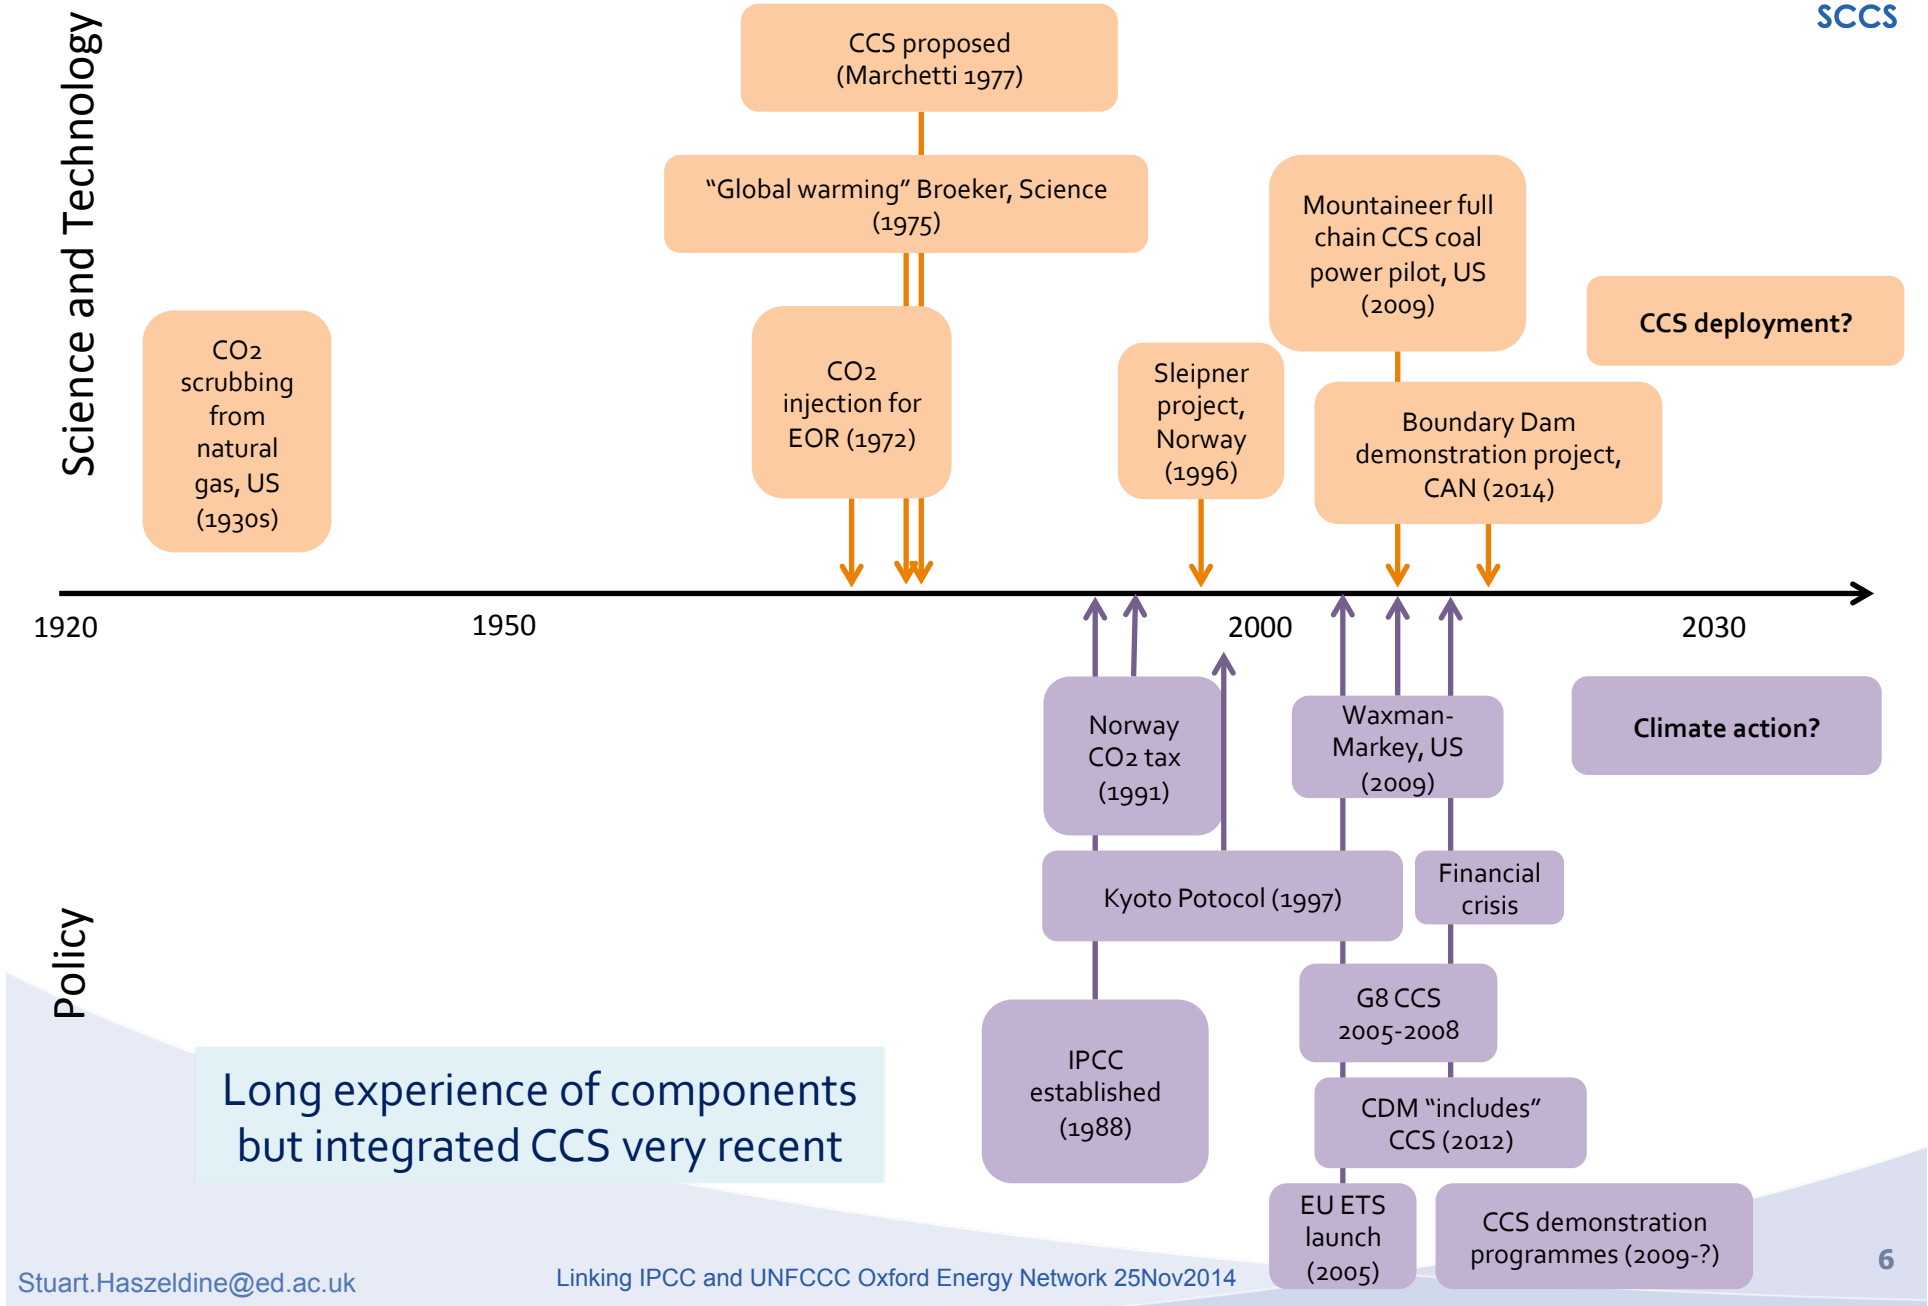 SCCS
Science and Technology
CCS proposed
(Marchetti 1977)
"Global warming" Broeker, Science
(1975)
CO2
scrubbing
from
natural
gas, US
(1930s)
CO2
injection for
EOR (1972)
Sleipner
project,
Norway
(1996)
Mountaineer full
chain CCS coal
power pilot, US
(2009)
Boundary Dam
demonstration project,
CAN (2014)
CCS deployment?
1920
1950
2000
2030
Policy
Norway
CO2 tax
(1991)
Waxman-
Markey, US
(2009)
Climate action?
Kyoto Potocol (1997)
Financial
crisis
IPCC
established
(1988)
G8 CCS
2005-2008
CDM "includes"
CCS (2012)
EU ETS
launch
(2005)
CCS demonstration
programmes (2009-?)
Long experience of components
but integrated CCS very recent
Stuart.Haszeldine@ed.ac.uk
Linking IPCC and UNFCCC Oxford Energy Network 25Nov2014
6